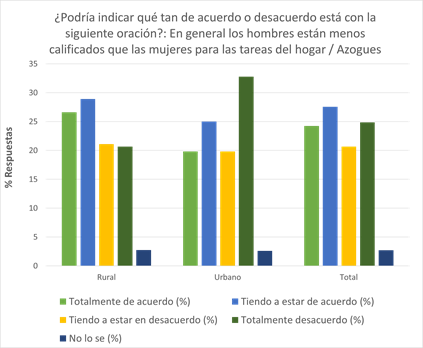 ¿Podría indicar qué tan de acuerdo o desacuerdo está con la
siguiente oración?: En general los hombres están menos
calificados que las mujeres para las tareas del hogar / Azogues
35
30
25
20
15
10
5
0
% Respuestas
Rural Urbano Total
Totalmente de acuerdo (%) Tiendo a estar de acuerdo (%)
Tiendo a estar en desacuerdo (%) Totalmente desacuerdo (%)
No lo se (%)